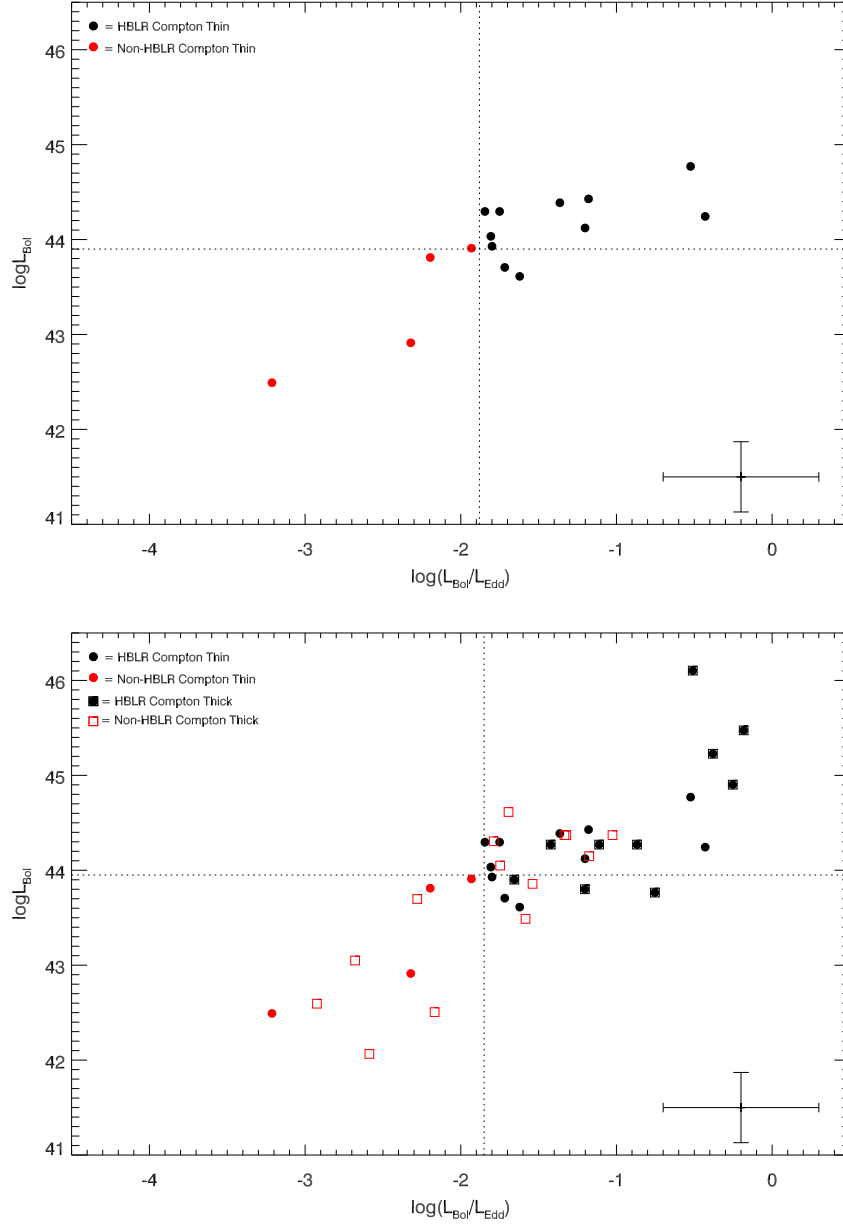 46
45
44
43
42
41
logL_Bol
= HBLR Compton Thin
= Non-HBLR Compton Thin
-4 -3 -2 -1 0
log(L_Bol/L_Edd)
46
45
44
43
42
41
logL_Bol
= HBLR Compton Thin
= Non-HBLR Compton Thin
= HBLR Compton Thick
= Non-HBLR Compton Thick
-4 -3 -2 -1 0
log(L_Bol/L_Edd)